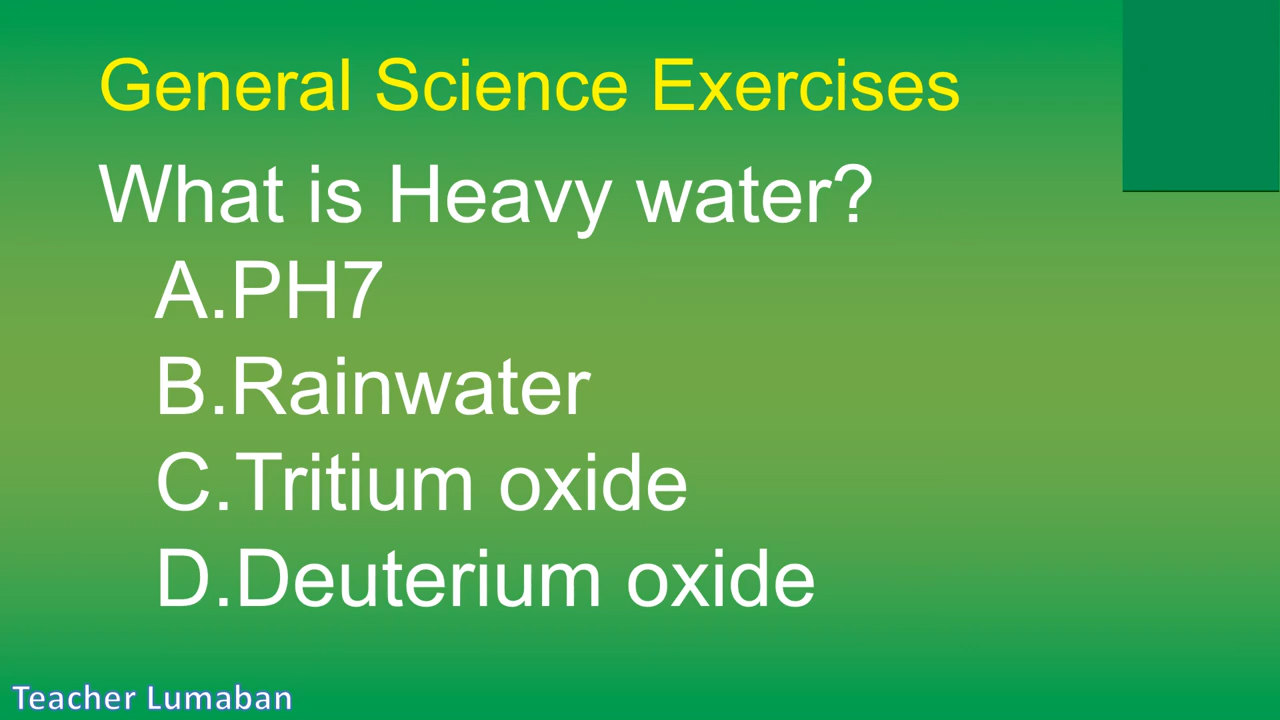 General Science Exercises
What is Heavy water?
A.PH7
B.Rainwater
C.Tritium oxide
D.Deuterium oxide
Teacher Lumaban